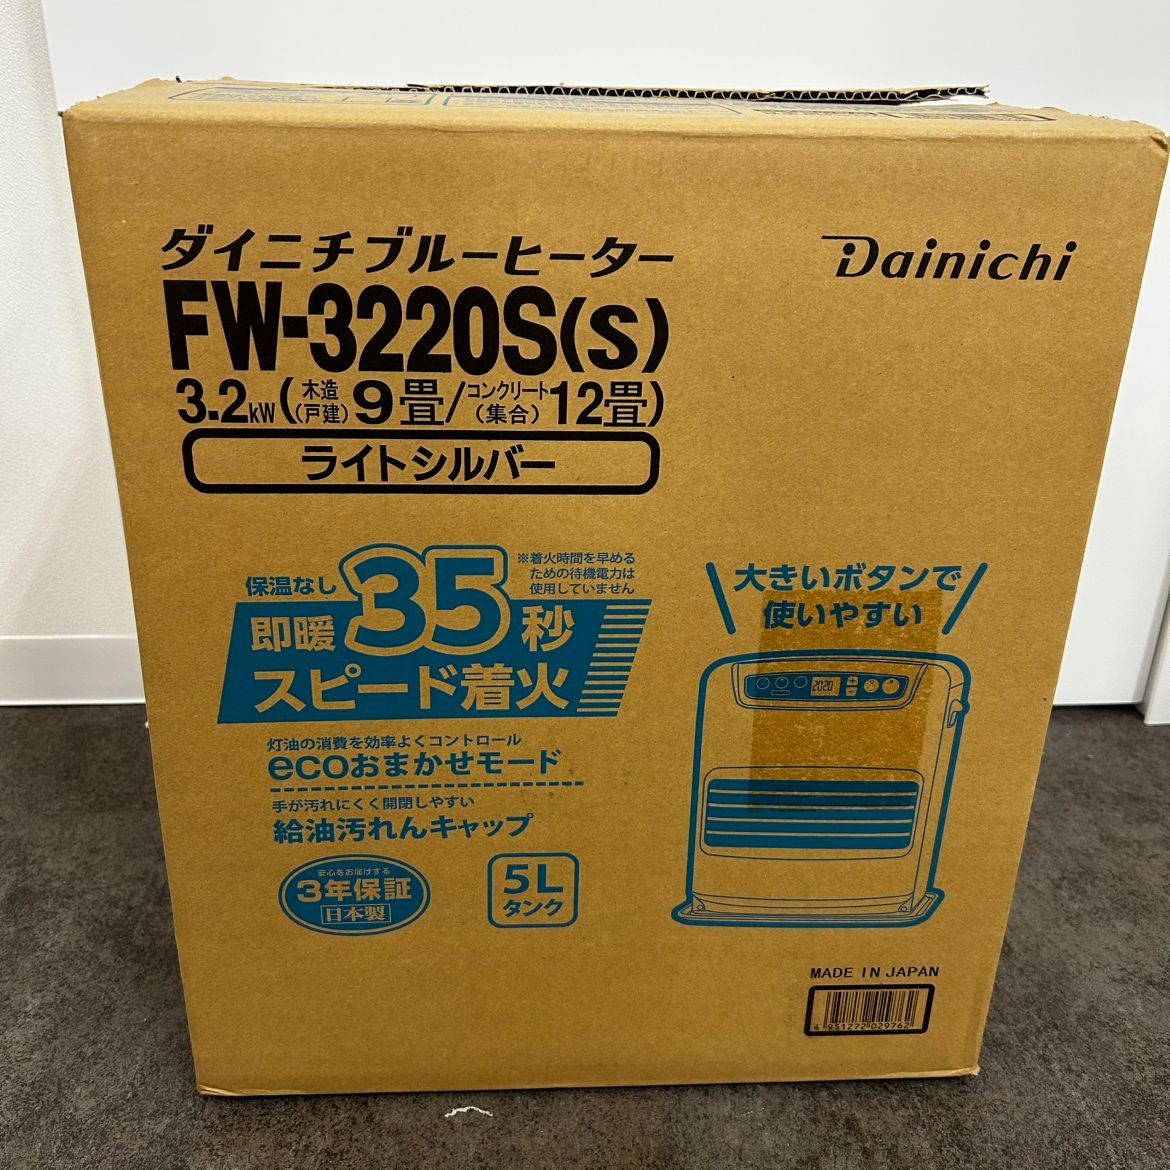 ダイニチブルーヒーター
Dainichi
FW-3220S(S)
3.2kW(木造(戸建)9畳/コンクリート(集合)12畳)
ライトシルバー
保温なし
即暖35秒
スピード着火
※着火時間を早める
ための待機電力は
使用していません
灯油の消費を効率よくコントロール
ecoおまかせモード
手が汚れにくく開閉しやすい
給油汚れんキャップ
安心をお届けする
3年保証
日本製
5L
タンク
大きいボタンで
使いやすい
2020
MADE IN JAPAN
4951272029762